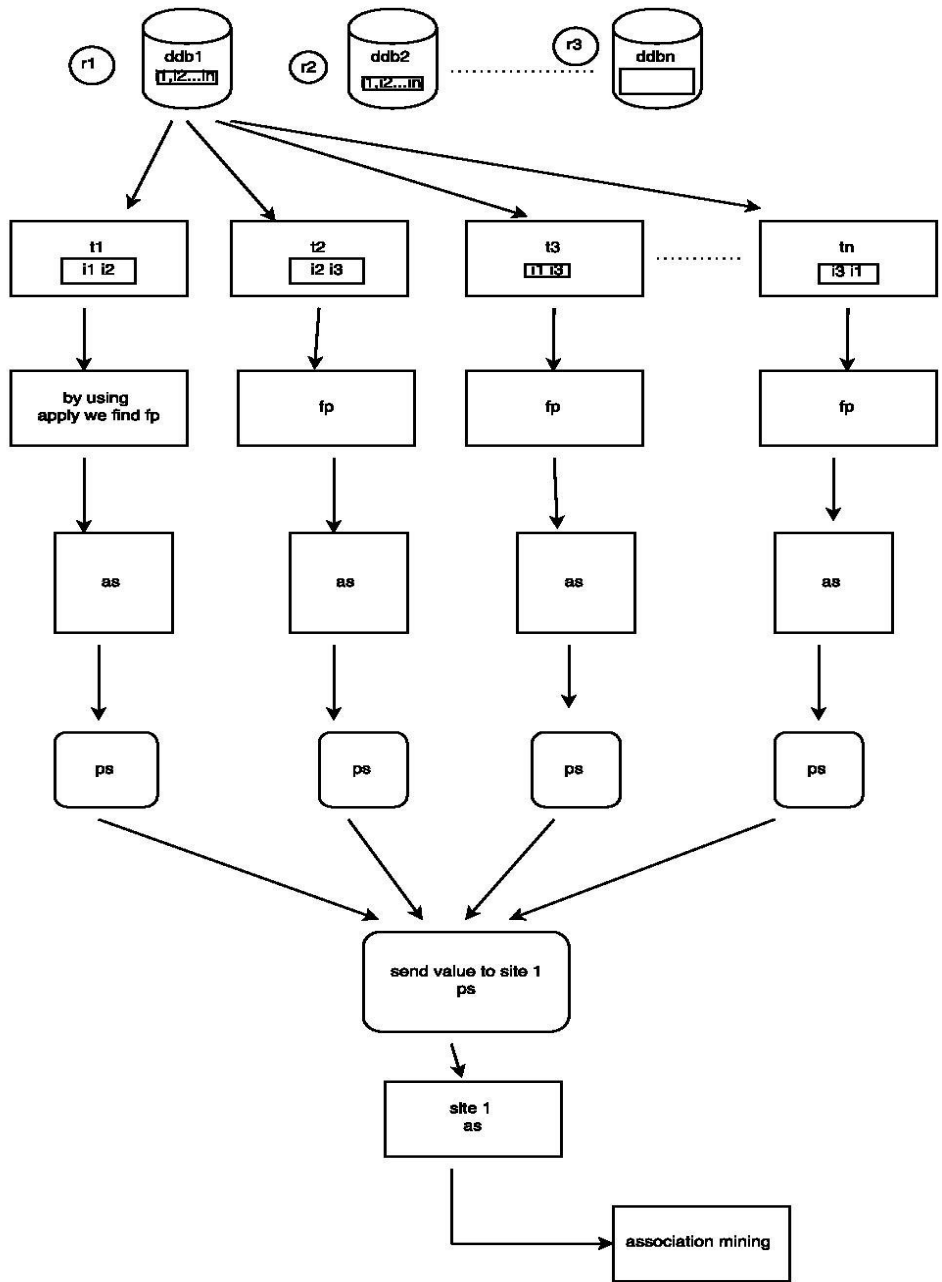 r1
ddb1
i1,i2...in
r2
ddb2
i1,i2...in
r3
ddbn
t1
i1 i2
t2
i2 i3
t3
i1 i3
tn
i3 i1
by using
apply we find fp
fp
fp
fp
as
as
as
as
ps
ps
ps
ps
send value to site 1
ps
site 1
as
association mining